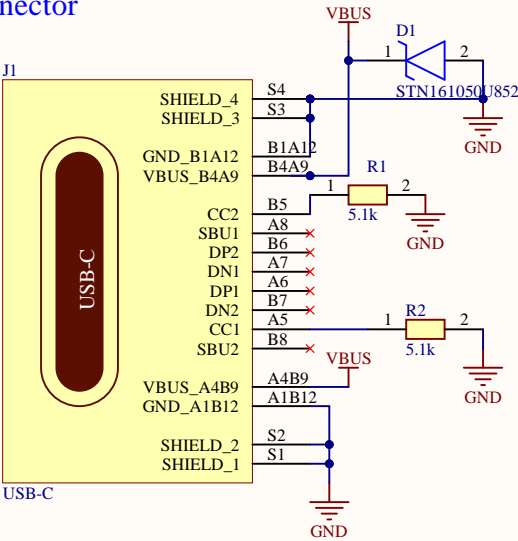 nector
VBUS
D1
1
2
STN161050U852
GND
J1
SHIELD_4
S4
SHIELD_3
S3
GND_B1A12
B1A12
VBUS_B4A9
B4A9
R1
1
2
5.1k
GND
CC2
B5
SBU1
A8
DP2
B6
DN1
A7
DP1
A6
DN2
B7
CC1
A5
SBU2
B8
R2
1
2
5.1k
GND
USB-C
VBUS
VBUS_A4B9
A4B9
GND_A1B12
A1B12
SHIELD_2
S2
SHIELD_1
S1
USB-C
GND